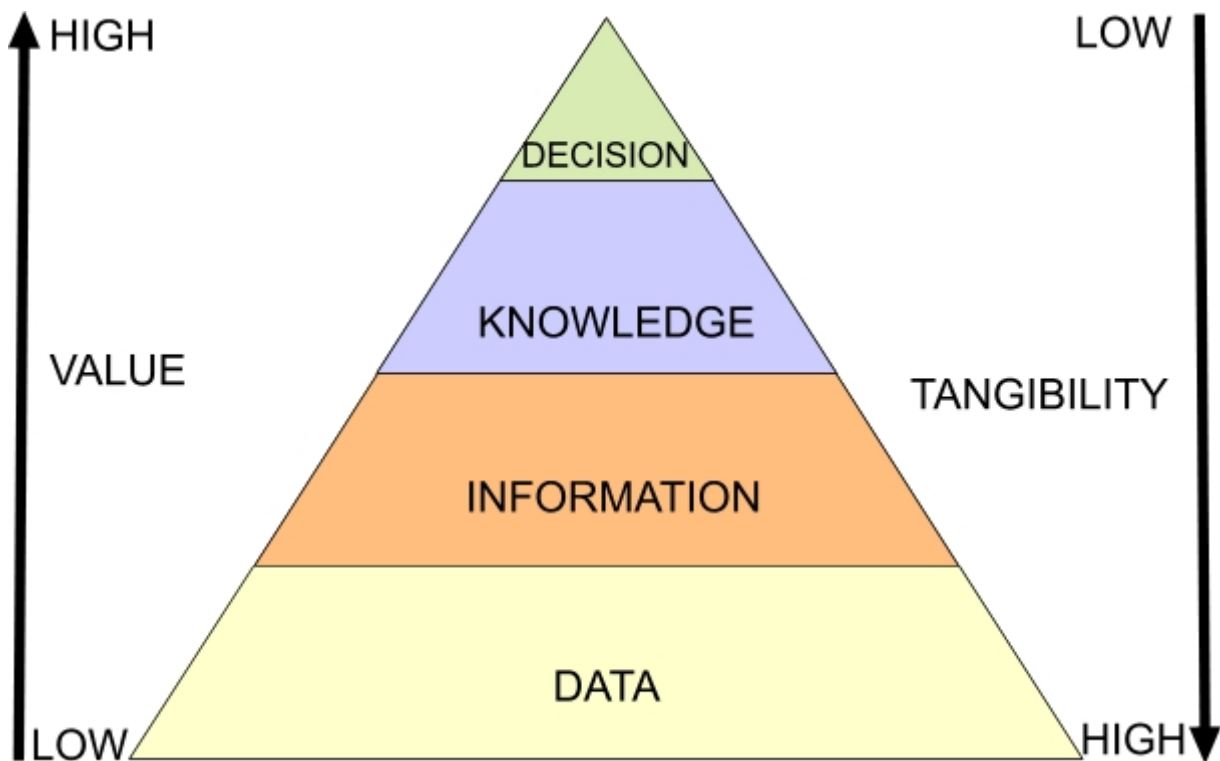 HIGH
LOW
DECISION
KNOWLEDGE
VALUE
TANGIBILITY
INFORMATION
DATA
LOW
HIGH